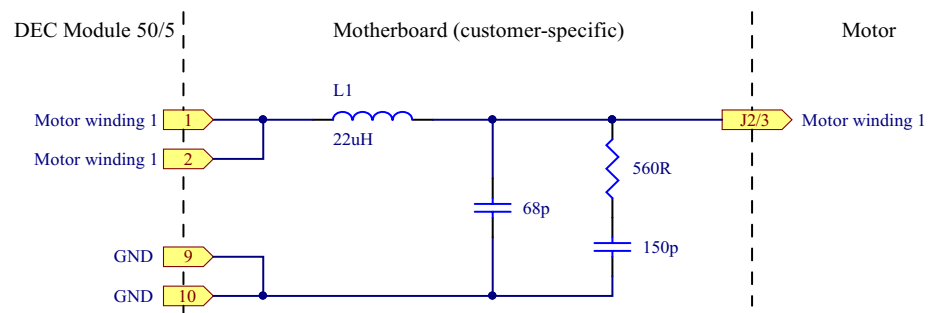 DEC Module 50/5 Motherboard (customer-specific) Motor
L1
Motor winding 1 1 J2/3 Motor winding 1
22uH
Motor winding 1 2
560R
68p
150p
GND 9
GND 10